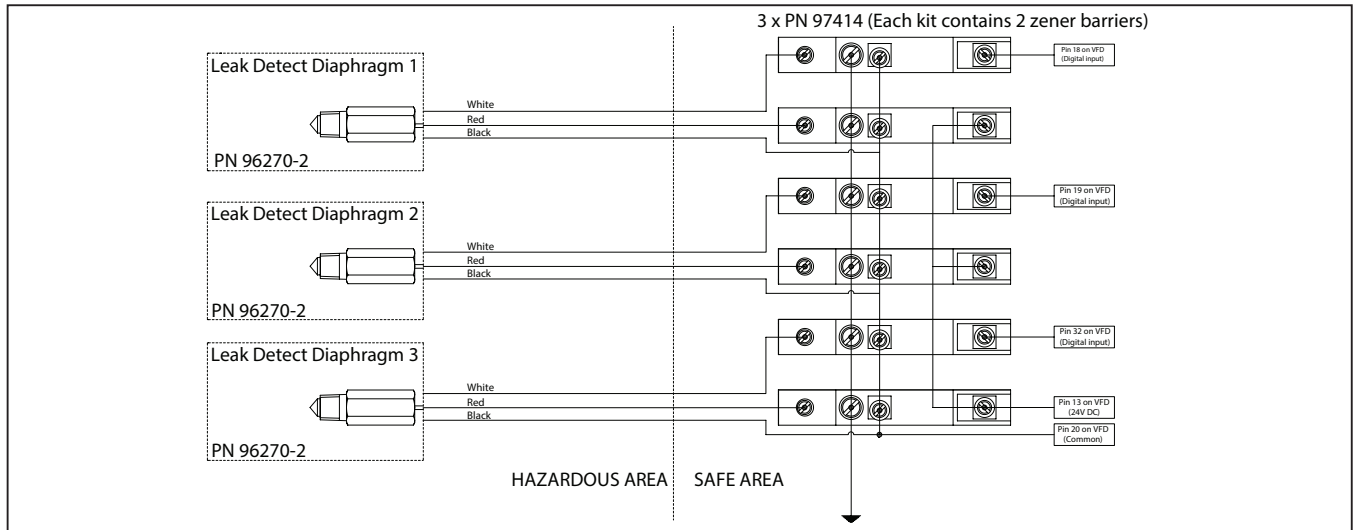 3 x PN 97414 (Each kit contains 2 zener barriers)
Leak Detect Diaphragm 1
White
Red
Black
PN 96270-2
Pin 18 on VFD
(Digital input)
Leak Detect Diaphragm 2
White
Red
Black
PN 96270-2
Pin 19 on VFD
(Digital input)
Leak Detect Diaphragm 3
White
Red
Black
PN 96270-2
Pin 32 on VFD
(Digital input)
Pin 13 on VFD
(24V DC)
Pin 20 on VFD
(Common)
HAZARDOUS AREA
SAFE AREA